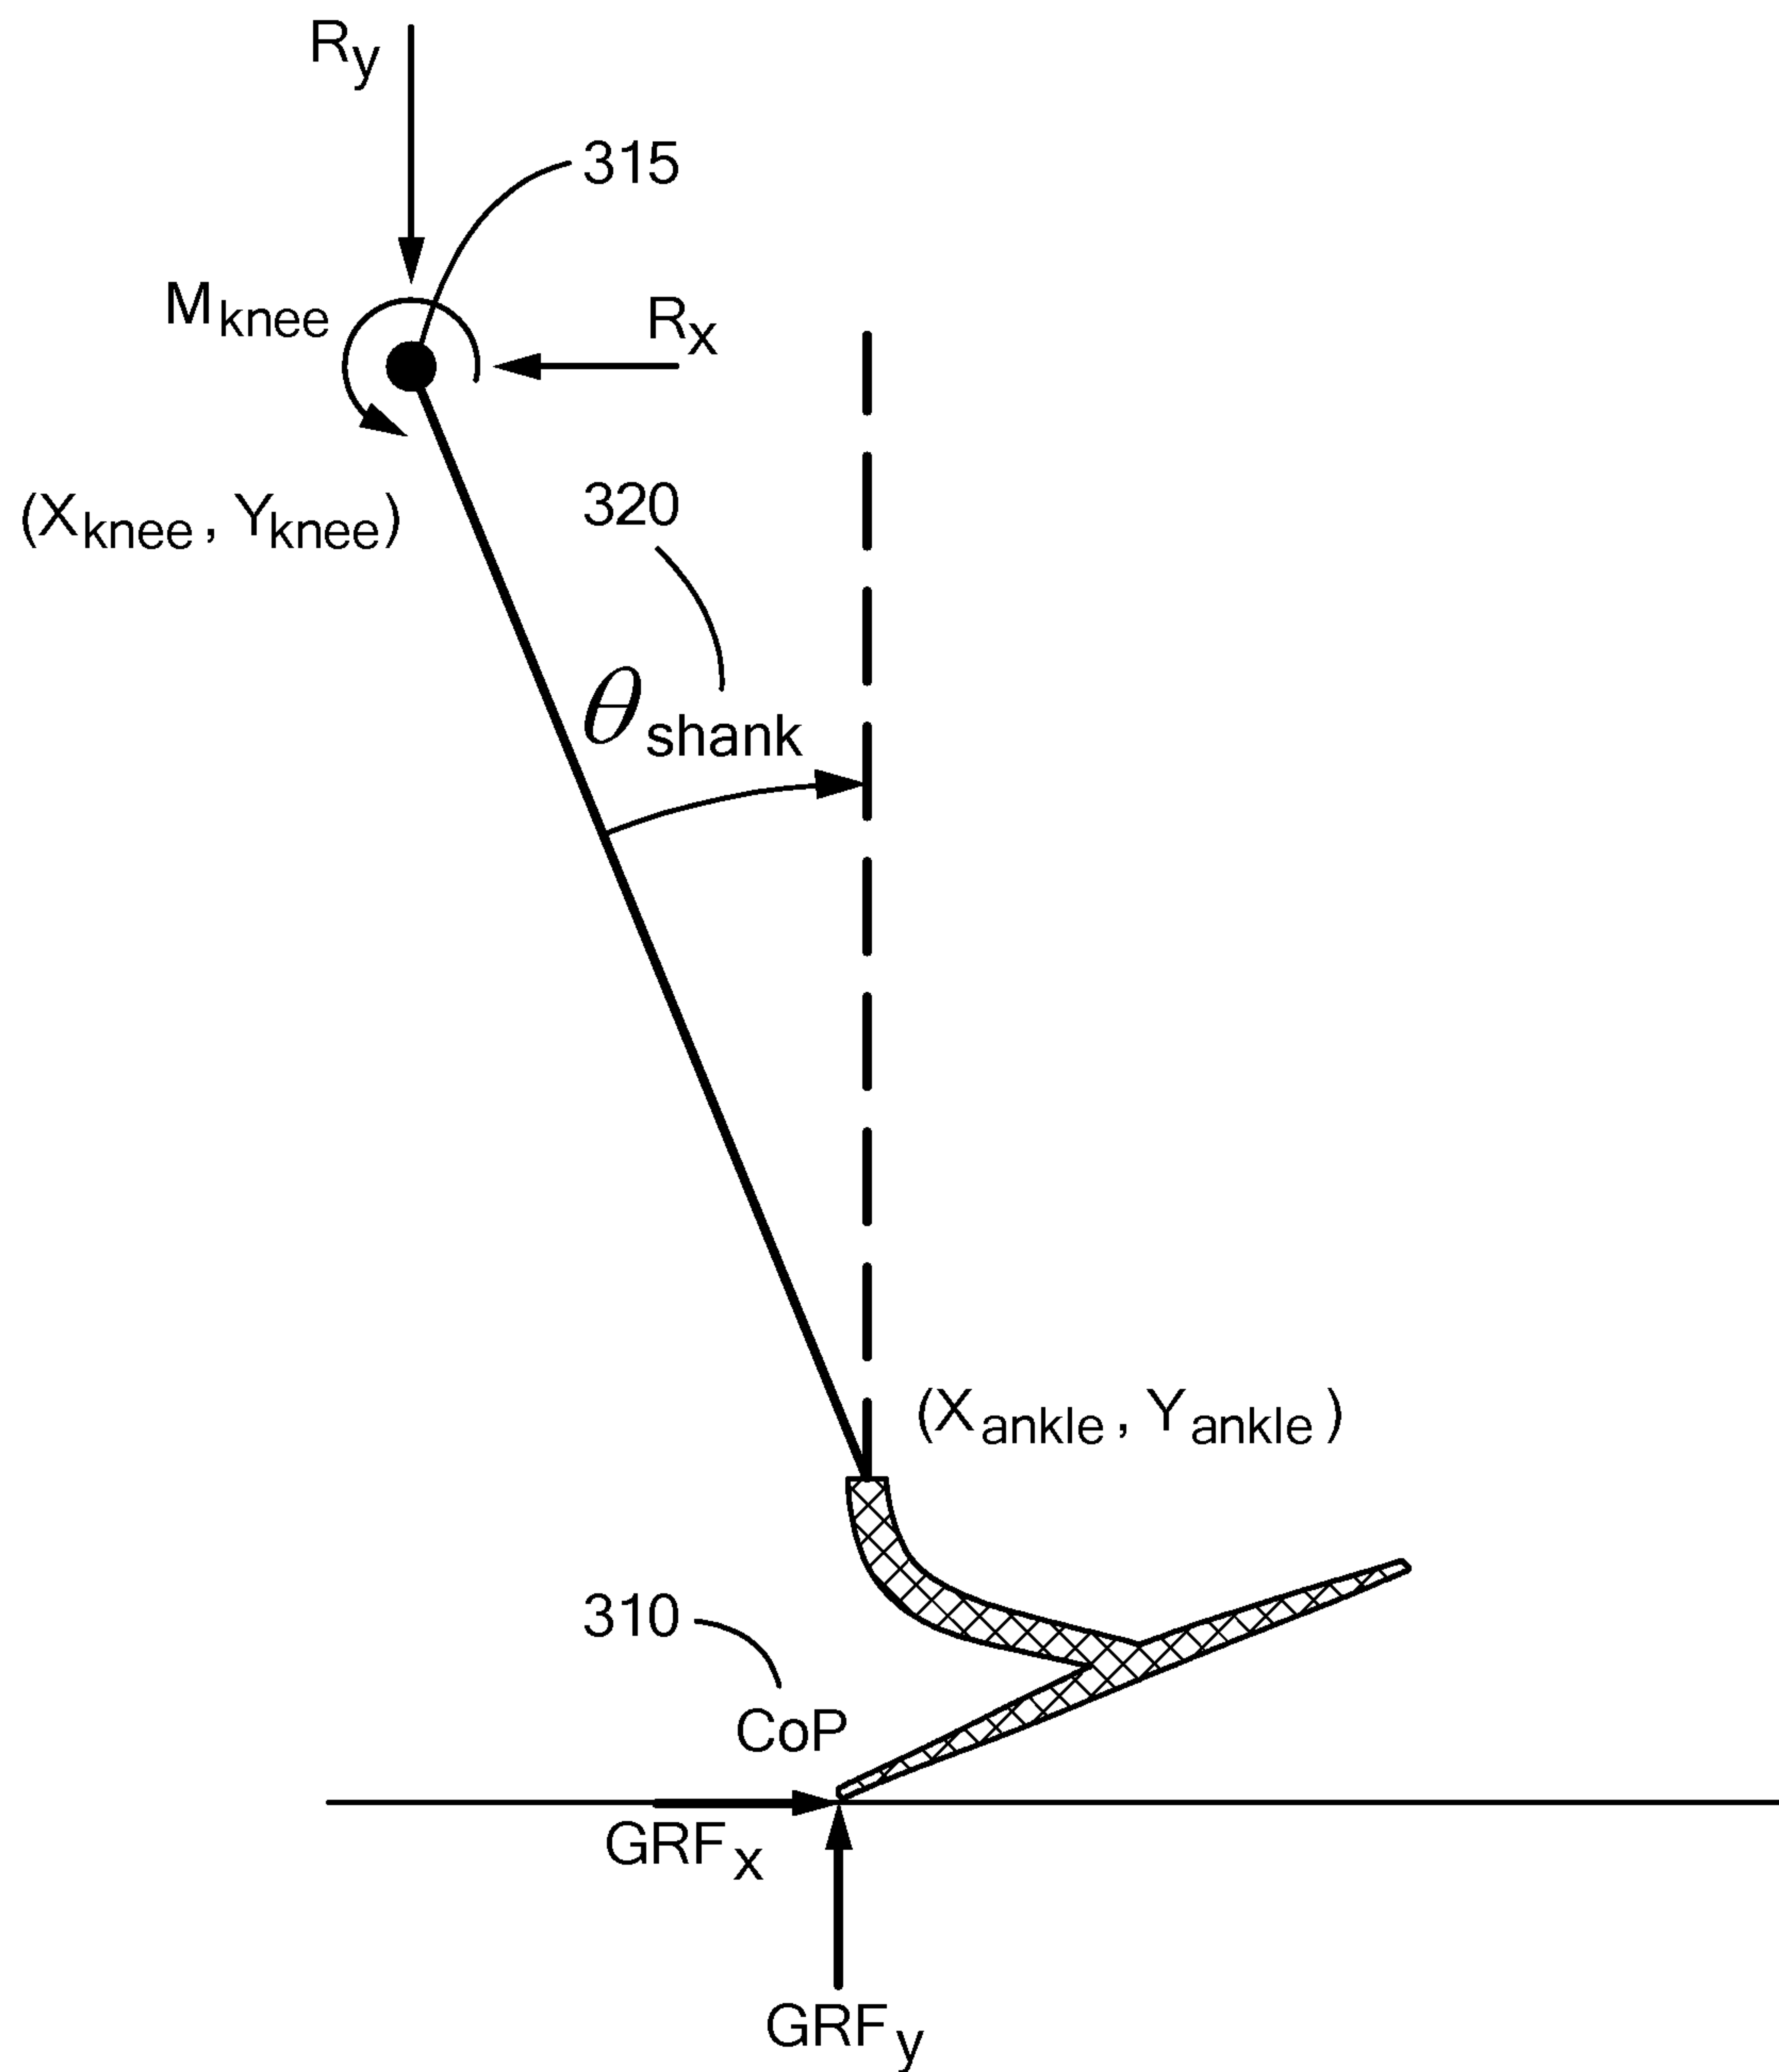 Ry
315
Mknee
Rx
320
(Xknee, Yknee)
θshank
(Xankle, Yankle)
310
CoP
GRFx
GRFy